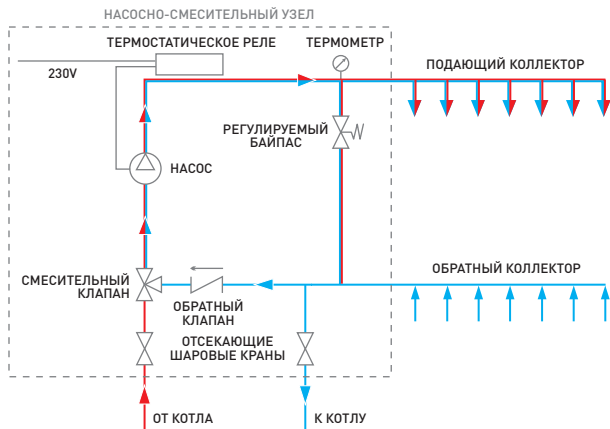 НАСОСНО-СМЕСИТЕЛЬНЫЙ УЗЕЛ
ТЕРМОСТАТИЧЕСКОЕ РЕЛЕ
ТЕРМОМЕТР
ПОДАЮЩИЙ КОЛЛЕКТОР
230V
РЕГУЛИРУЕМЫЙ
БАЙПАС
НАСОС
СМЕСИТЕЛЬНЫЙ
КЛАПАН
ОБРАТНЫЙ
КЛАПАН
ОБРАТНЫЙ КОЛЛЕКТОР
ОТСЕКАЮЩИЕ
ШАРОВЫЕ КРАНЫ
ОТ КОТЛА
К КОТЛУ